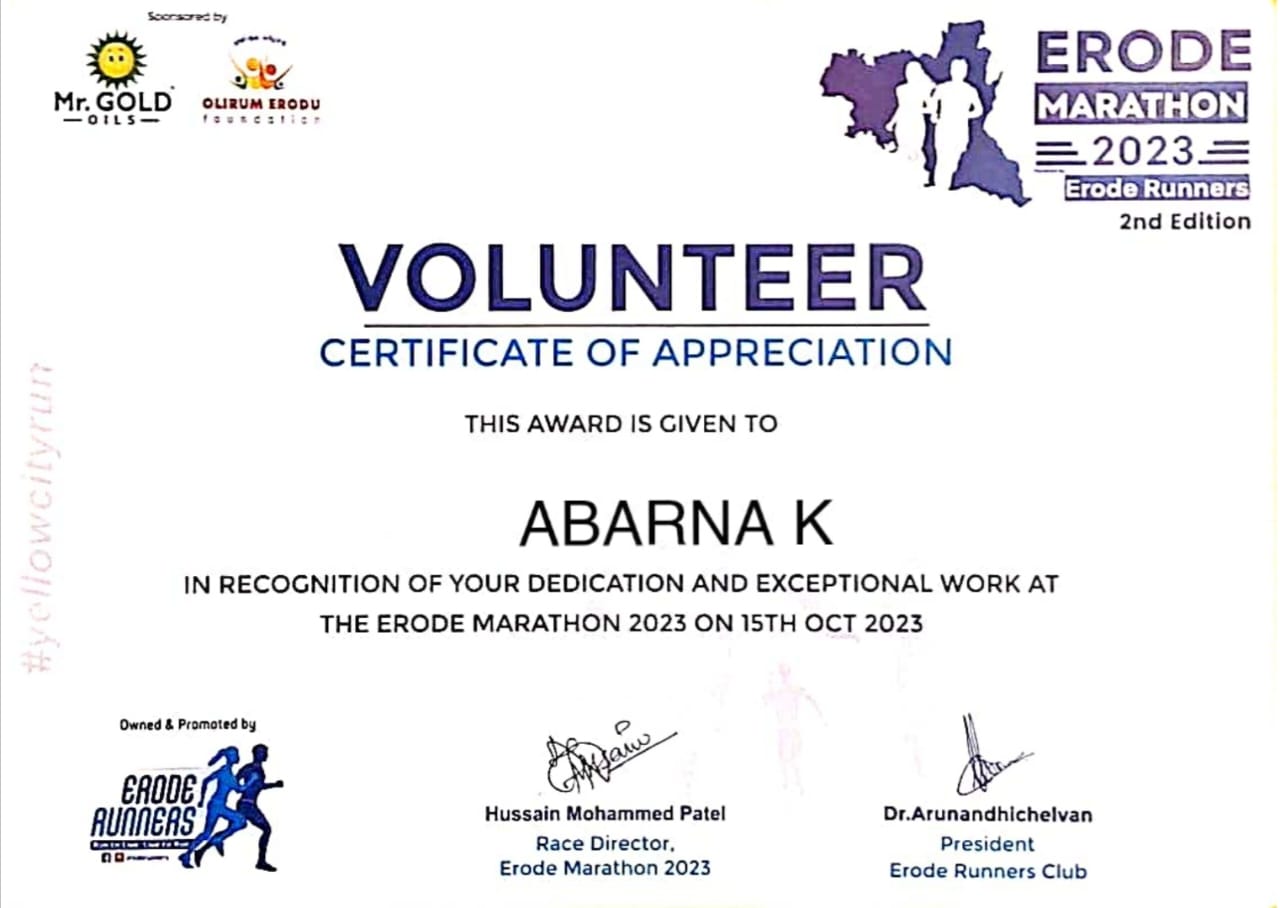 Sponsored by
Mr. GOLD
OILS
OLIRUM ERODU
foundation
ERODE
MARATHON
2023
Erode Runners
2nd Edition
VOLUNTEER
CERTIFICATE OF APPRECIATION
THIS AWARD IS GIVEN TO
ABARNA K
IN RECOGNITION OF YOUR DEDICATION AND EXCEPTIONAL WORK AT
THE ERODE MARATHON 2023 ON 15TH OCT 2023
#yellowcityrun
Owned & Promoted by
ERODE
RUNNERS
Hussain Mohammed Patel
Race Director,
Erode Marathon 2023
Dr.Arunandhichelvan
President
Erode Runners Club